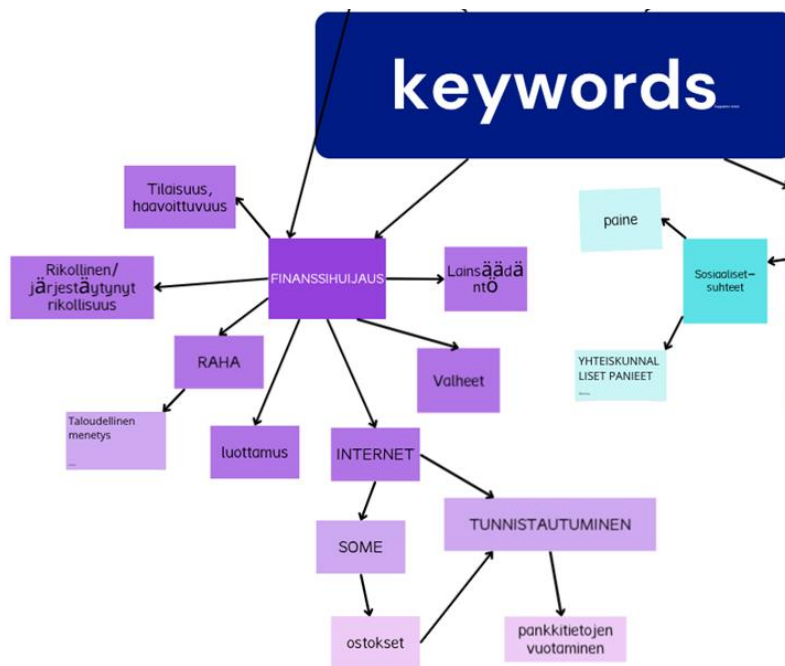 keywords
Tilaisuus,
haavoittuvuus
Rikollinen/
järjestäytynyt
rikollisuus
FINANSSIHUIJAUS
Lainsäädä
ntö
paine
Sosiaaliset-
suhteet
RAHA
Valheet
YHTEISKUNNAL
LISET PANIEET
Taloudellinen
menetys
luottamus
INTERNET
SOME
TUNNISTAUTUMINEN
ostokset
pankkitietojen
vuotaminen